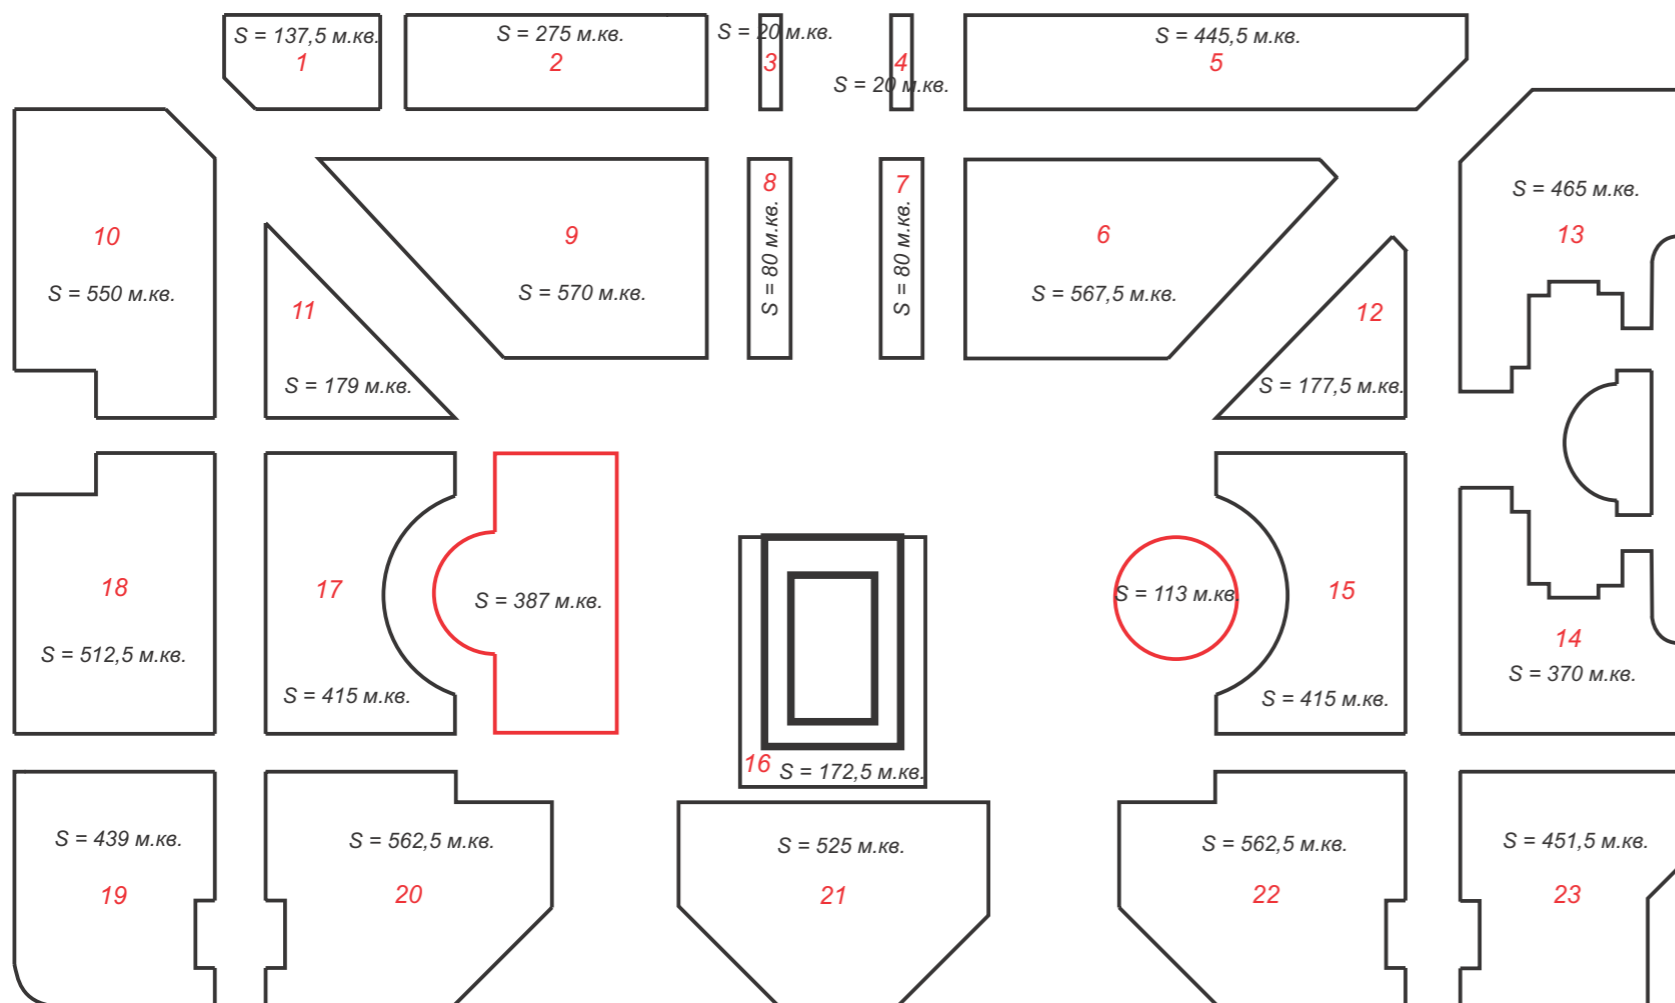 S = 137,5 м.кв.
1
S = 275 м.кв.
2
S = 20 м.кв.
3
4
S = 20 м.кв.
S = 445,5 м.кв.
5
10
S = 550 м.кв.
11
S = 179 м.кв.
9
S = 570 м.кв.
8
S = 80 м.кв.
7
S = 80 м.кв.
6
S = 567,5 м.кв.
12
S = 177,5 м.кв.
S = 465 м.кв.
13
18
S = 512,5 м.кв.
17
S = 415 м.кв.
S = 387 м.кв.
16
S = 172,5 м.кв.
S = 113 м.кв.
15
S = 415 м.кв.
14
S = 370 м.кв.
S = 439 м.кв.
19
S = 562,5 м.кв.
20
S = 525 м.кв.
21
S = 562,5 м.кв.
22
S = 451,5 м.кв.
23